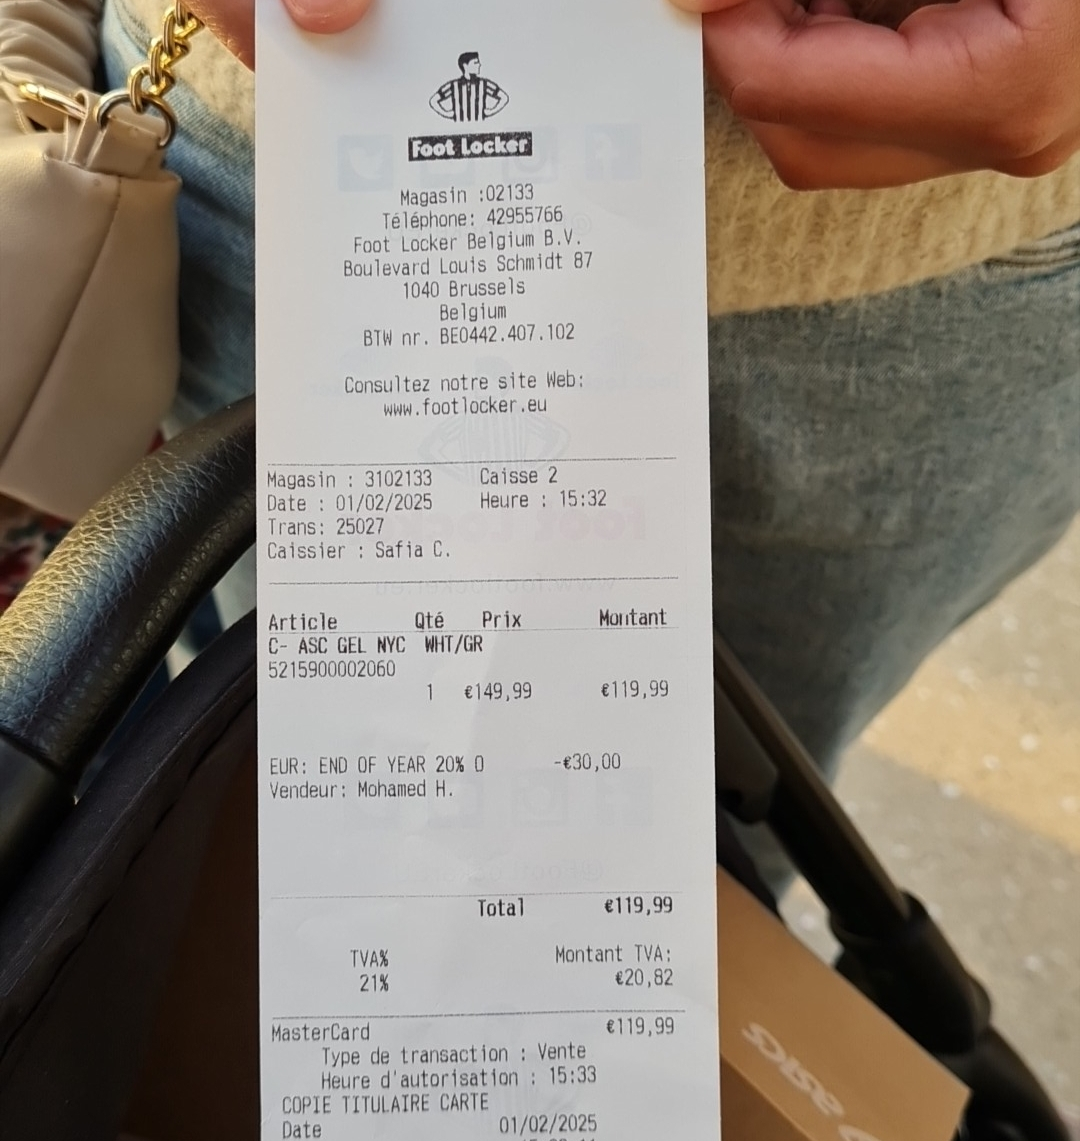 Foot Locker
Magasin :02133
Téléphone: 42955766
Foot Locker Belgium B.V.
Boulevard Louis Schmidt 87
1040 Brussels
Belgium
BTW nr. BE0442.407.102
Consultez notre site Web:
www.footlocker.eu
Magasin : 3102133 Caisse 2
Date : 01/02/2025 Heure : 15:32
Trans: 25027
Caissier : Safia C.
Article Qté Prix Montant
C- ASC GEL NYC WHT/GR
5215900002060
1 €149,99 €119,99
EUR: END OF YEAR 20% 0 -€30,00
Vendeur: Mohamed H.
Total €119,99
TVA% Montant TVA:
21% €20,82
MasterCard €119,99
Type de transaction : Vente
Heure d'autorisation : 15:33
COPIE TITULAIRE CARTE
Date 01/02/2025
asics